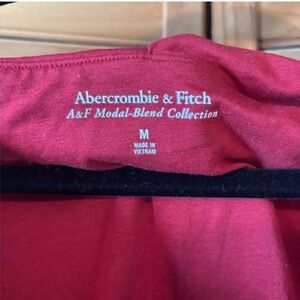 Abercrombie & Fitch
A&F Modal-Blend Collection
M
MADE IN
VIETNAM